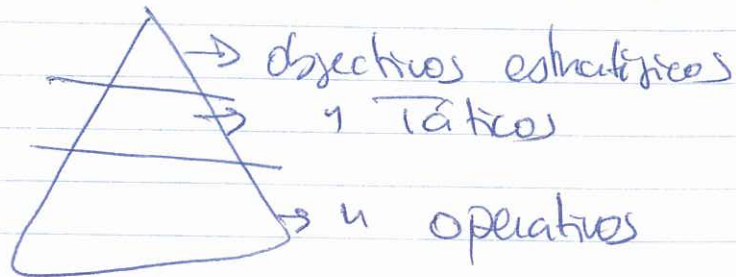 → objectivos estratégicos
→ " Táticos
→ " operativos